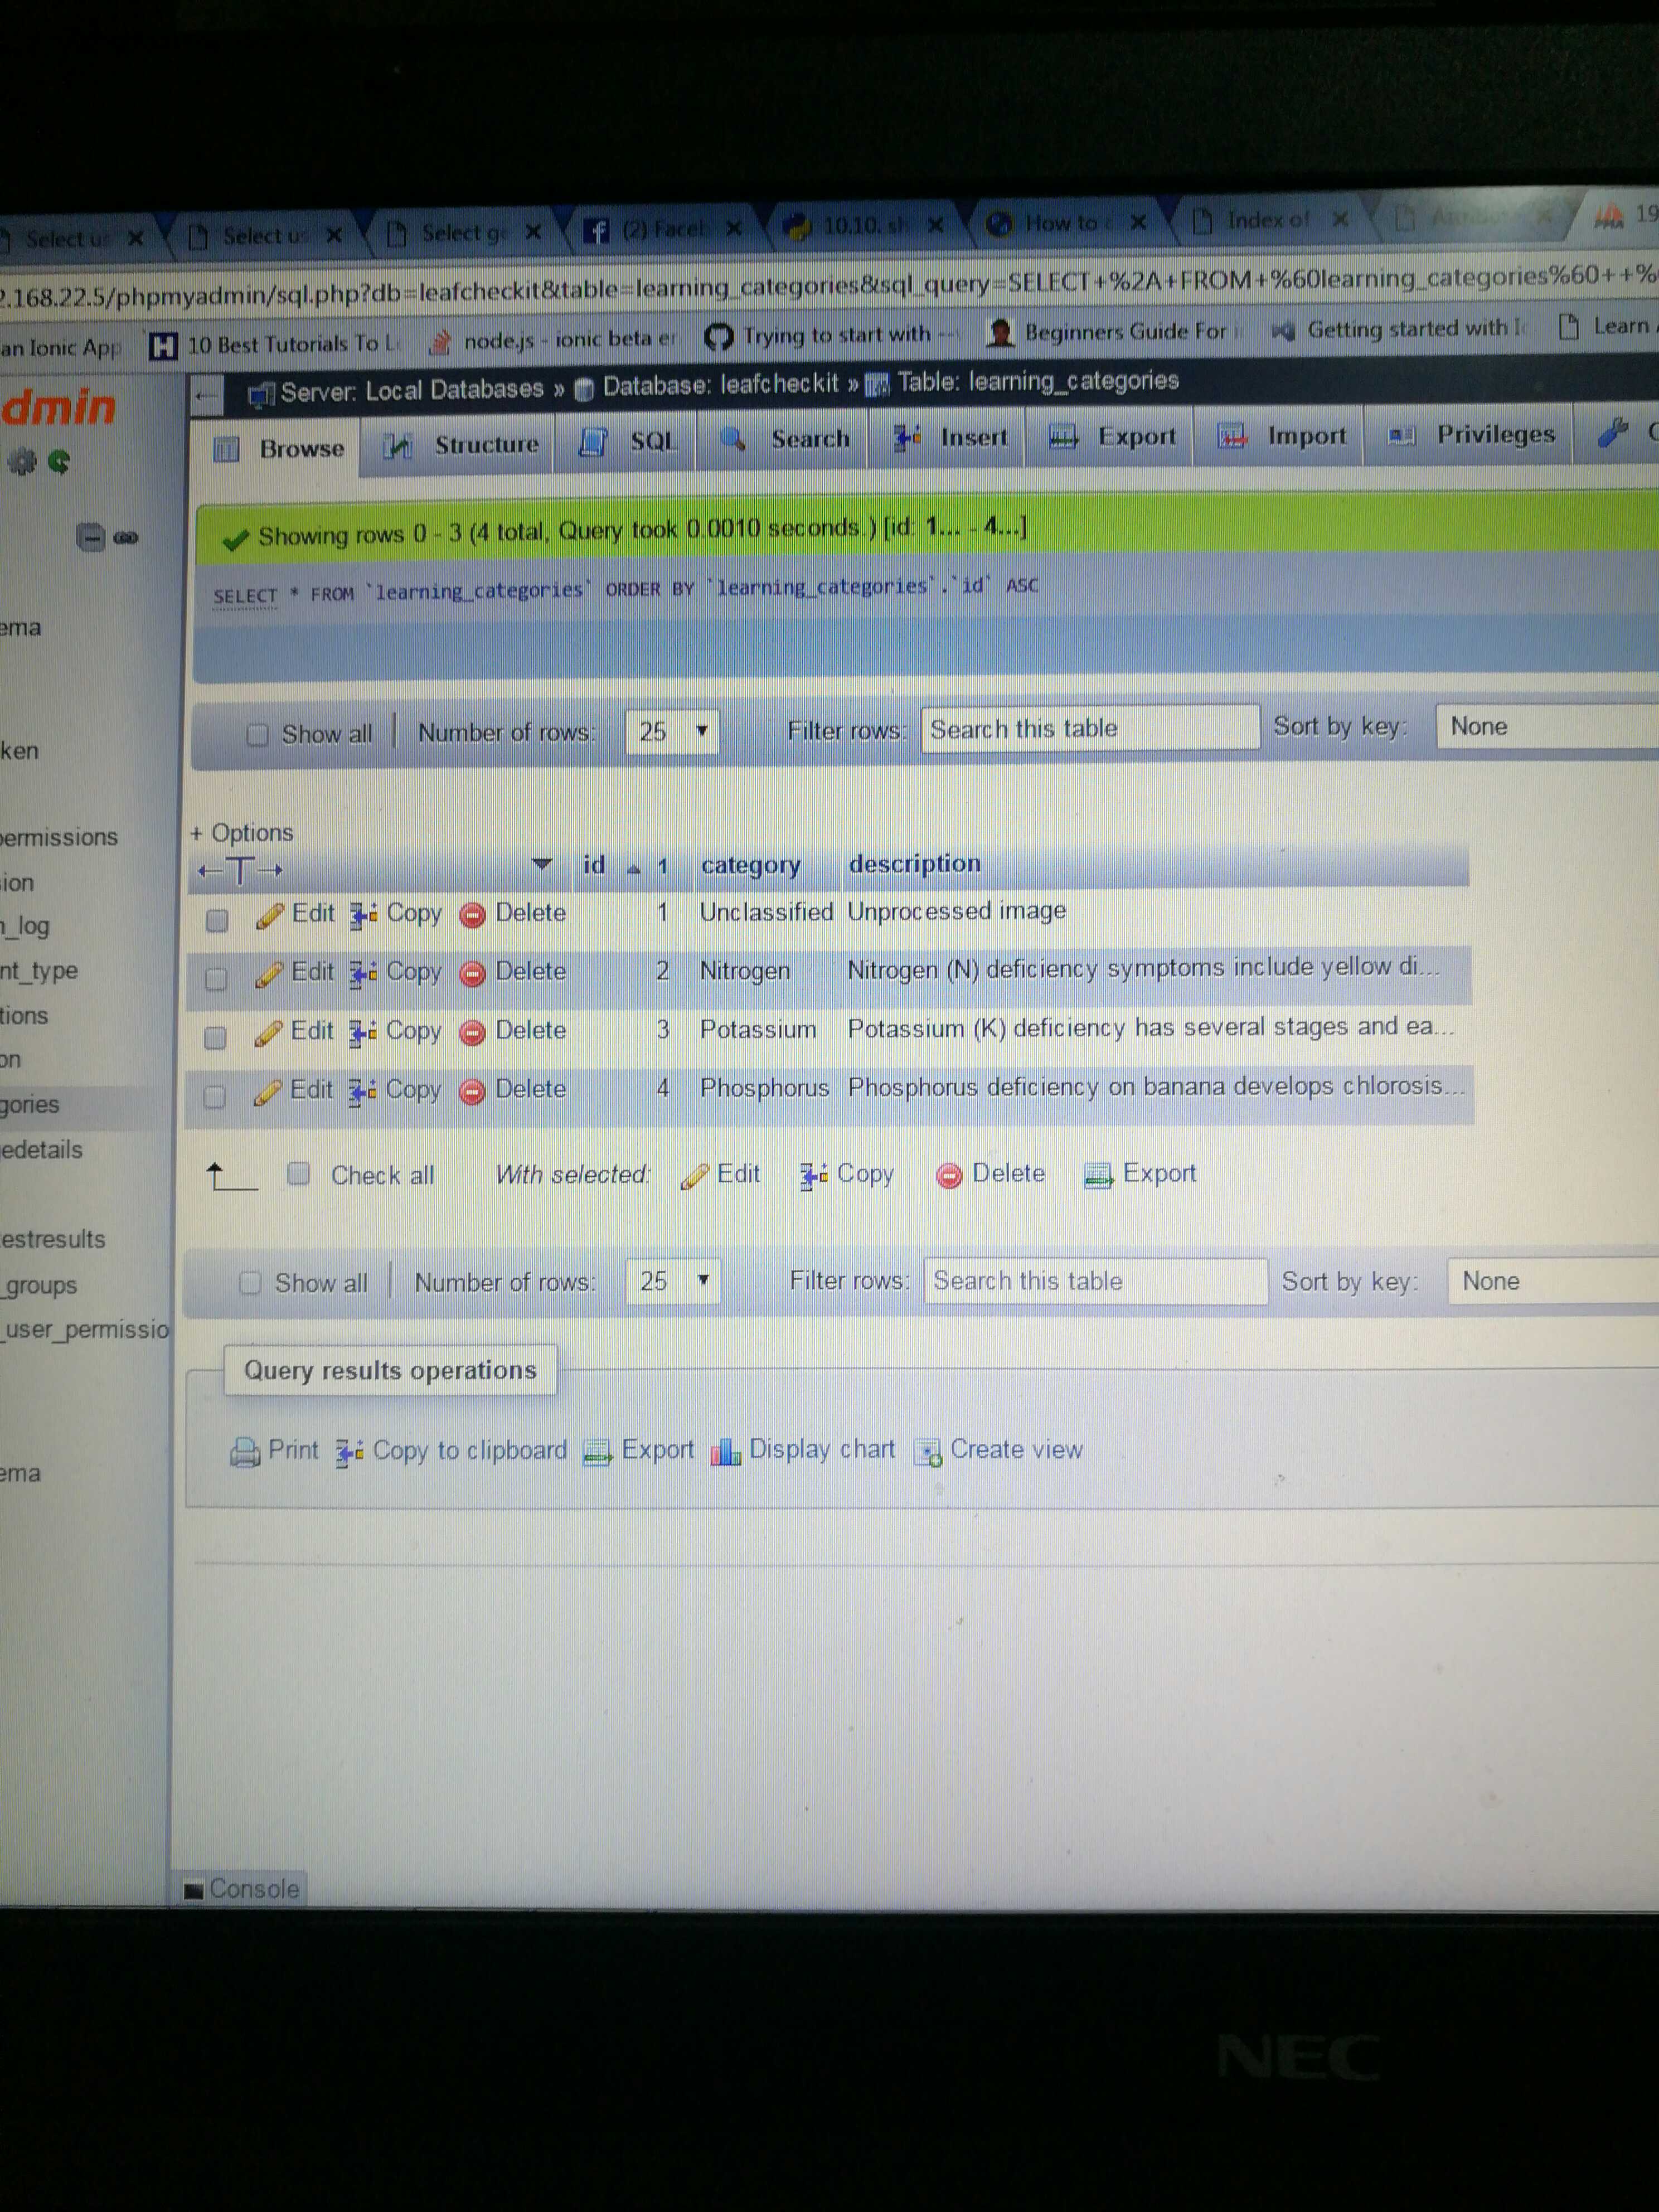 Select us
Select us
Select ge
(2) Faceb
10.10. sh
How to
Index of
19
2.168.22.5/phpmyadmin/sql.php?db=leafcheckit&table=learning_categories&sql_query=SELECT+%2A+FROM+%60learning_categories%60++%
an Ionic App
10 Best Tutorials To L
node.js - ionic beta er
Trying to start with --
Beginners Guide For
Getting started with I
Learn
dmin
Server: Local Databases » Database: leafcheckit » Table: learning_categories
Browse Structure SQL Search Insert Export Import Privileges
Showing rows 0 - 3 (4 total, Query took 0.0010 seconds.) [id: 1... - 4...]
SELECT * FROM `learning_categories` ORDER BY `learning_categories`.`id` ASC
ema
ken
permissions
ion
n_log
nt_type
tions
on
gories
edetails
estresults
_groups
_user_permissio
ema
Show all Number of rows: 25 Filter rows: Search this table Sort by key: None
+ Options
←T→ id 1 category description
Edit Copy Delete 1 Unclassified Unprocessed image
Edit Copy Delete 2 Nitrogen Nitrogen (N) deficiency symptoms include yellow di...
Edit Copy Delete 3 Potassium Potassium (K) deficiency has several stages and ea...
Edit Copy Delete 4 Phosphorus Phosphorus deficiency on banana develops chlorosis...
Check all With selected: Edit Copy Delete Export
Show all Number of rows: 25 Filter rows: Search this table Sort by key: None
Query results operations
Print Copy to clipboard Export Display chart Create view
Console
NEC